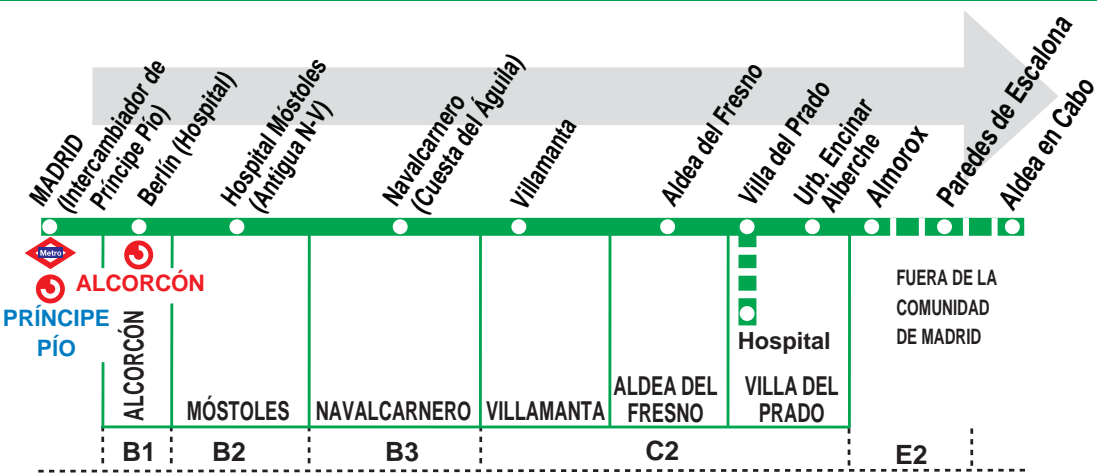 MADRID
(Intercambiador de
Príncipe Pío)
Berlín (Hospital)
Hospital Móstoles
(Antigua N-V)
Navalcarnero
(Cuesta del Águila)
Villamanta
Aldea del Fresno
Villa del Prado
Urb. Encinar
Alberche
Almorox
Paredes de Escalona
Aldea en Cabo
Metro
PRÍNCIPE
PÍO
ALCORCÓN
Hospital
FUERA DE LA
COMUNIDAD
DE MADRID
ALCORCÓN
MÓSTOLES
NAVALCARNERO
VILLAMANTA
ALDEA DEL
FRESNO
VILLA DEL
PRADO
B1
B2
B3
C2
E2